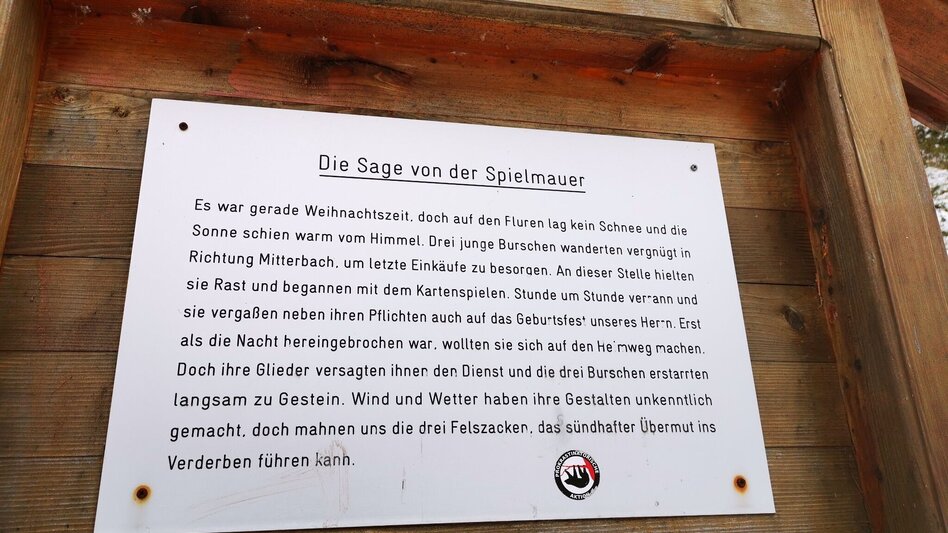 Die Sage von der Spielmauer
Es war gerade Weihnachtszeit, doch auf den Fluren lag kein Schnee und die
Sonne schien warm vom Himmel. Drei junge Burschen wanderten vergnügt in
Richtung Mitterbach, um letzte Einkäufe zu besorgen. An dieser Stelle hielten
sie Rast und begannen mit dem Kartenspielen. Stunde um Stunde verrann und
sie vergaßen neben ihren Pflichten auch auf das Geburtsfest unseres Herrn. Erst
als die Nacht hereingebrochen war, wollten sie sich auf den Heimweg machen.
Doch ihre Glieder versagten ihnen den Dienst und die drei Burschen erstarrten
langsam zu Gestein. Wind und Wetter haben ihre Gestalten unkenntlich
gemacht, doch mahnen uns die drei Felszacken, das sündhafter Übermut ins
Verderben führen kann.
PROKRASTINATORISCHE
AKTION